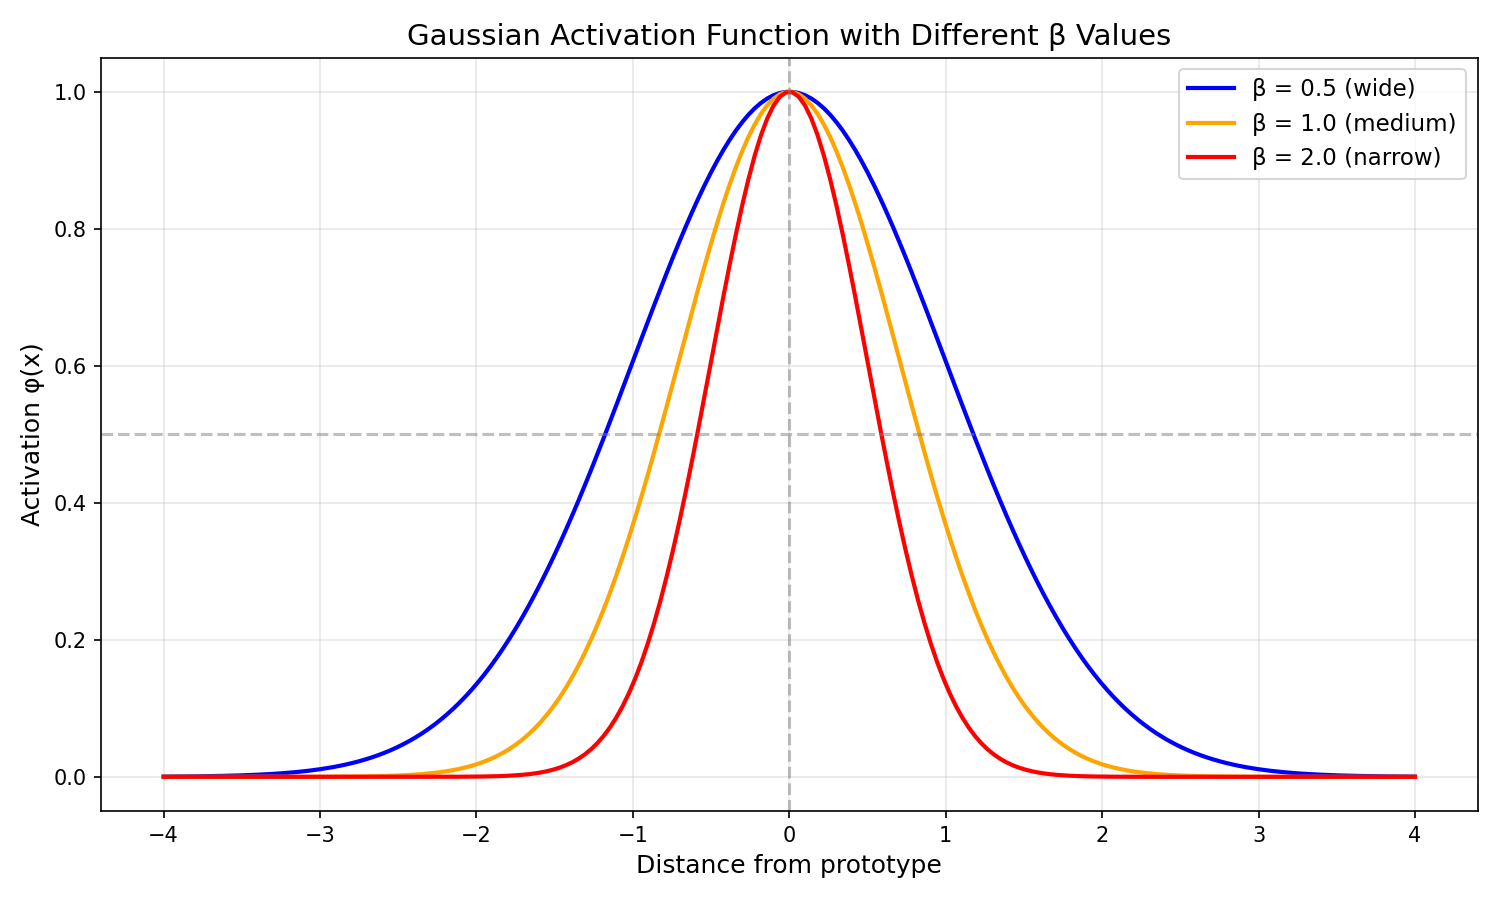 Gaussian Activation Function with Different β Values
β = 0.5 (wide)
β = 1.0 (medium)
β = 2.0 (narrow)
Activation φ(x)
1.0
0.8
0.6
0.4
0.2
0.0
−4 −3 −2 −1 0 1 2 3 4
Distance from prototype